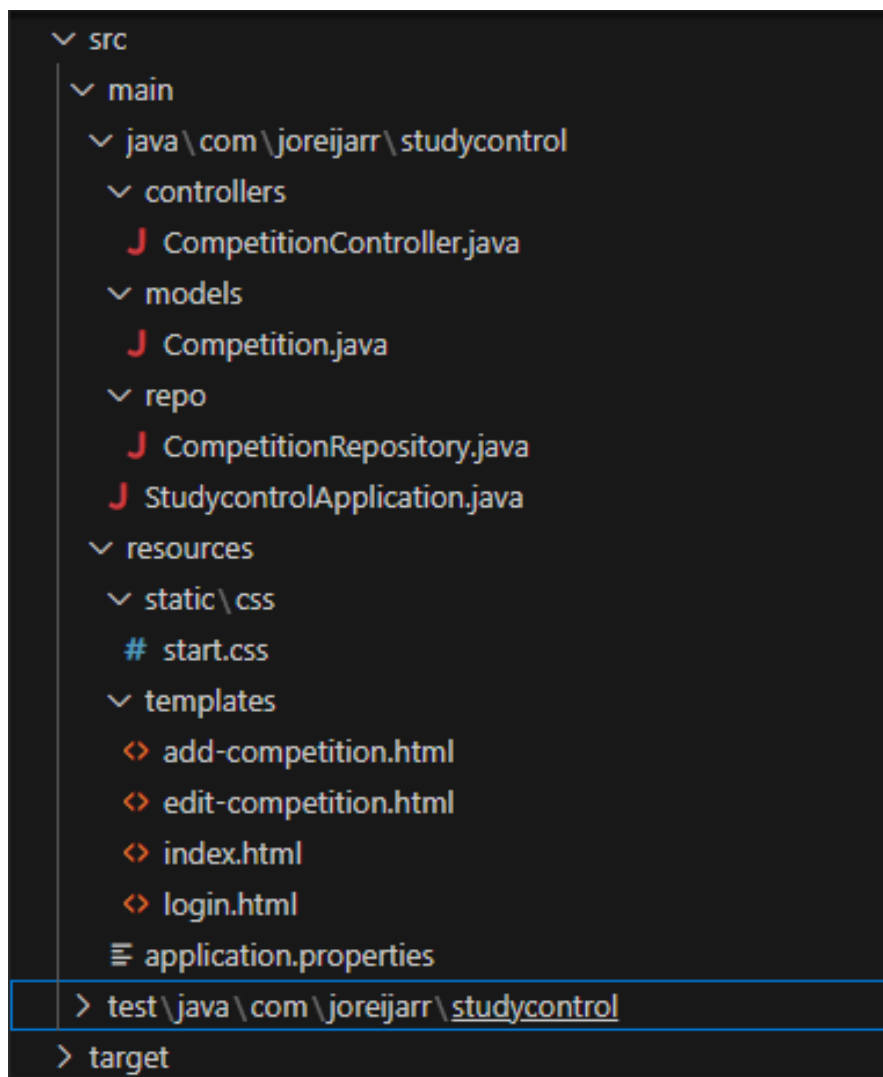 src
main
java\com\joreijarr\studycontrol
controllers
J CompetitionController.java
models
J Competition.java
repo
J CompetitionRepository.java
J StudycontrolApplication.java
resources
static\css
# start.css
templates
<> add-competition.html
<> edit-competition.html
<> index.html
<> login.html
application.properties
test\java\com\joreijarr\studycontrol
target